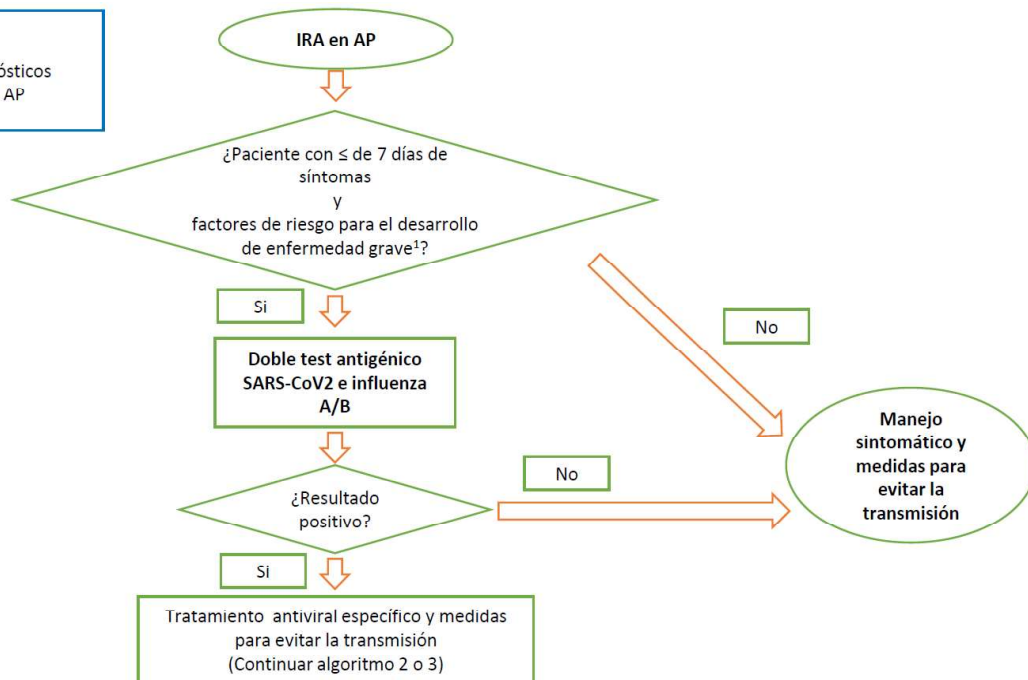 IRA en AP
AP
¿Paciente con ≤ de 7 días de
síntomas
y
factores de riesgo para el desarrollo
de enfermedad grave¹?
Si
No
Doble test antigénico
SARS-CoV2 e influenza
A/B
Manejo
sintomático y
medidas para
evitar la
transmisión
No
¿Resultado
positivo?
Si
Tratamiento antiviral específico y medidas
para evitar la transmisión
(Continuar algoritmo 2 o 3)